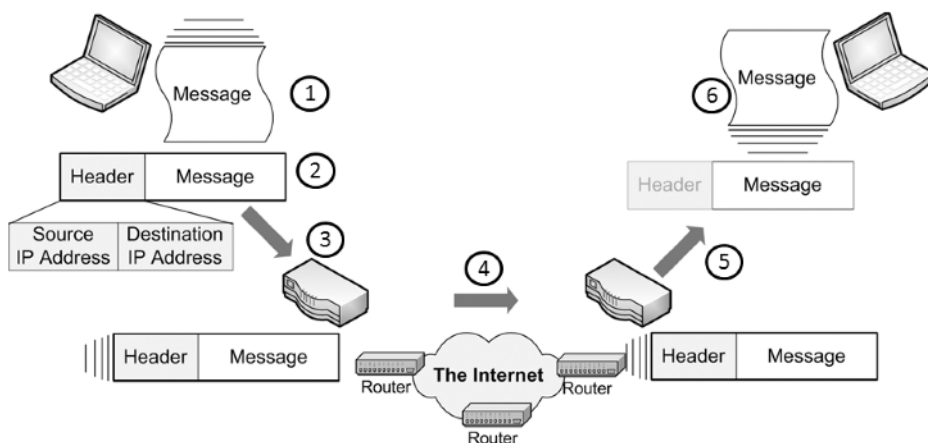 Message
1
Header
Message
2
Source
IP Address
Destination
IP Address
3
Header
Message
4
Router
The Internet
Router
Router
Message
6
Header
Message
5
Header
Message